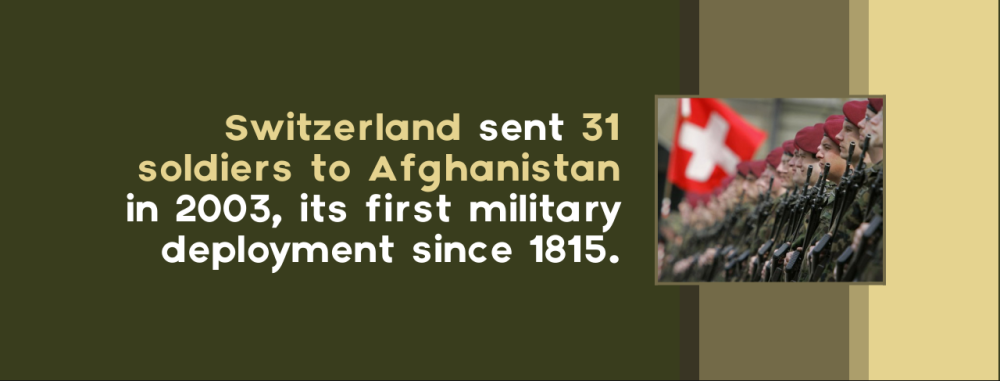 Switzerland sent 31
soldiers to Afghanistan
in 2003, its first military
deployment since 1815.